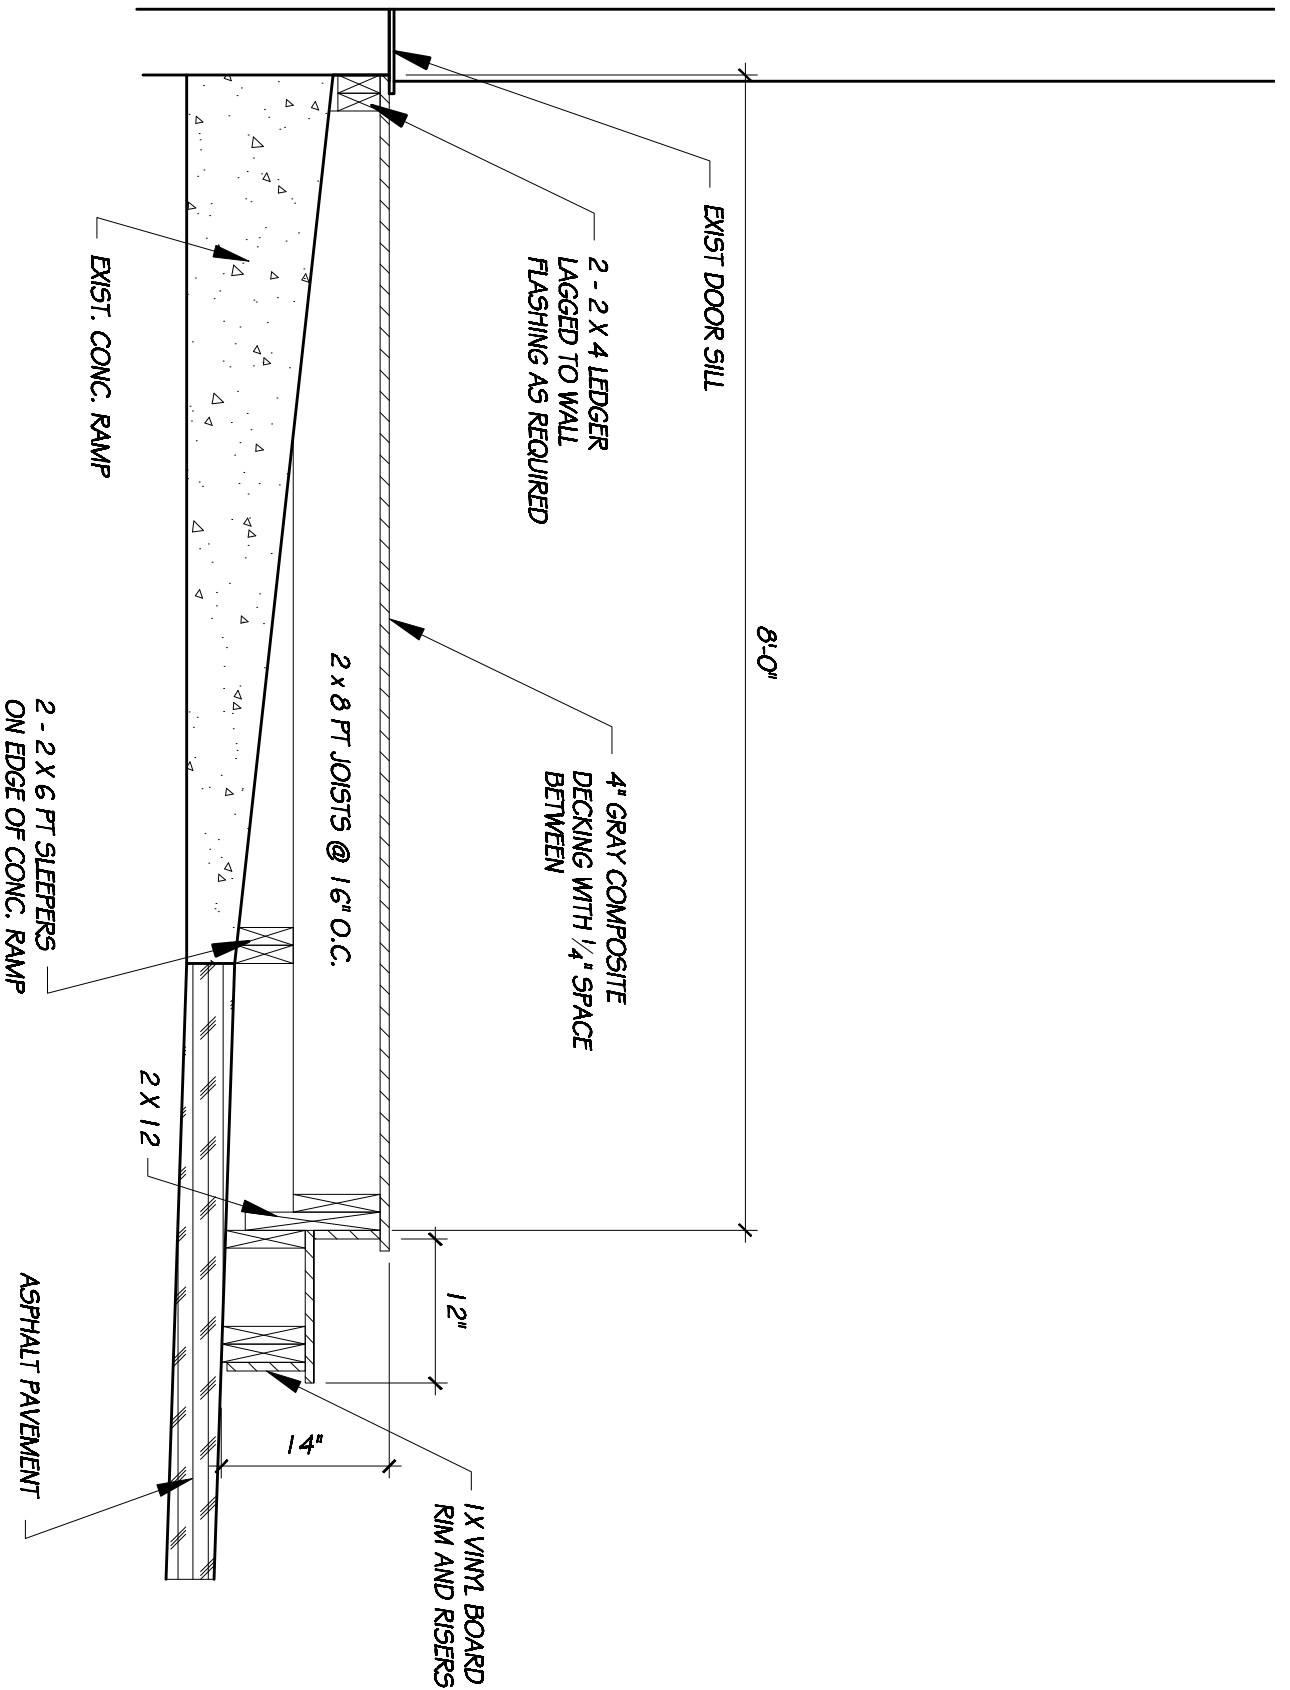 EXIST DOOR SILL
2 - 2 X 4 LEDGER
LAGGED TO WALL
FLASHING AS REQUIRED
8'-0"
4" GRAY COMPOSITE
DECKING WITH 1/4" SPACE
BETWEEN
EXIST. CONC. RAMP
2 x 8 PT JOISTS @ 16" O.C.
2 - 2 X 6 PT SLEEPERS
ON EDGE OF CONC. RAMP
2 X 12
12"
14"
1 X VINYL BOARD
RIM AND RISERS
ASPHALT PAVEMENT